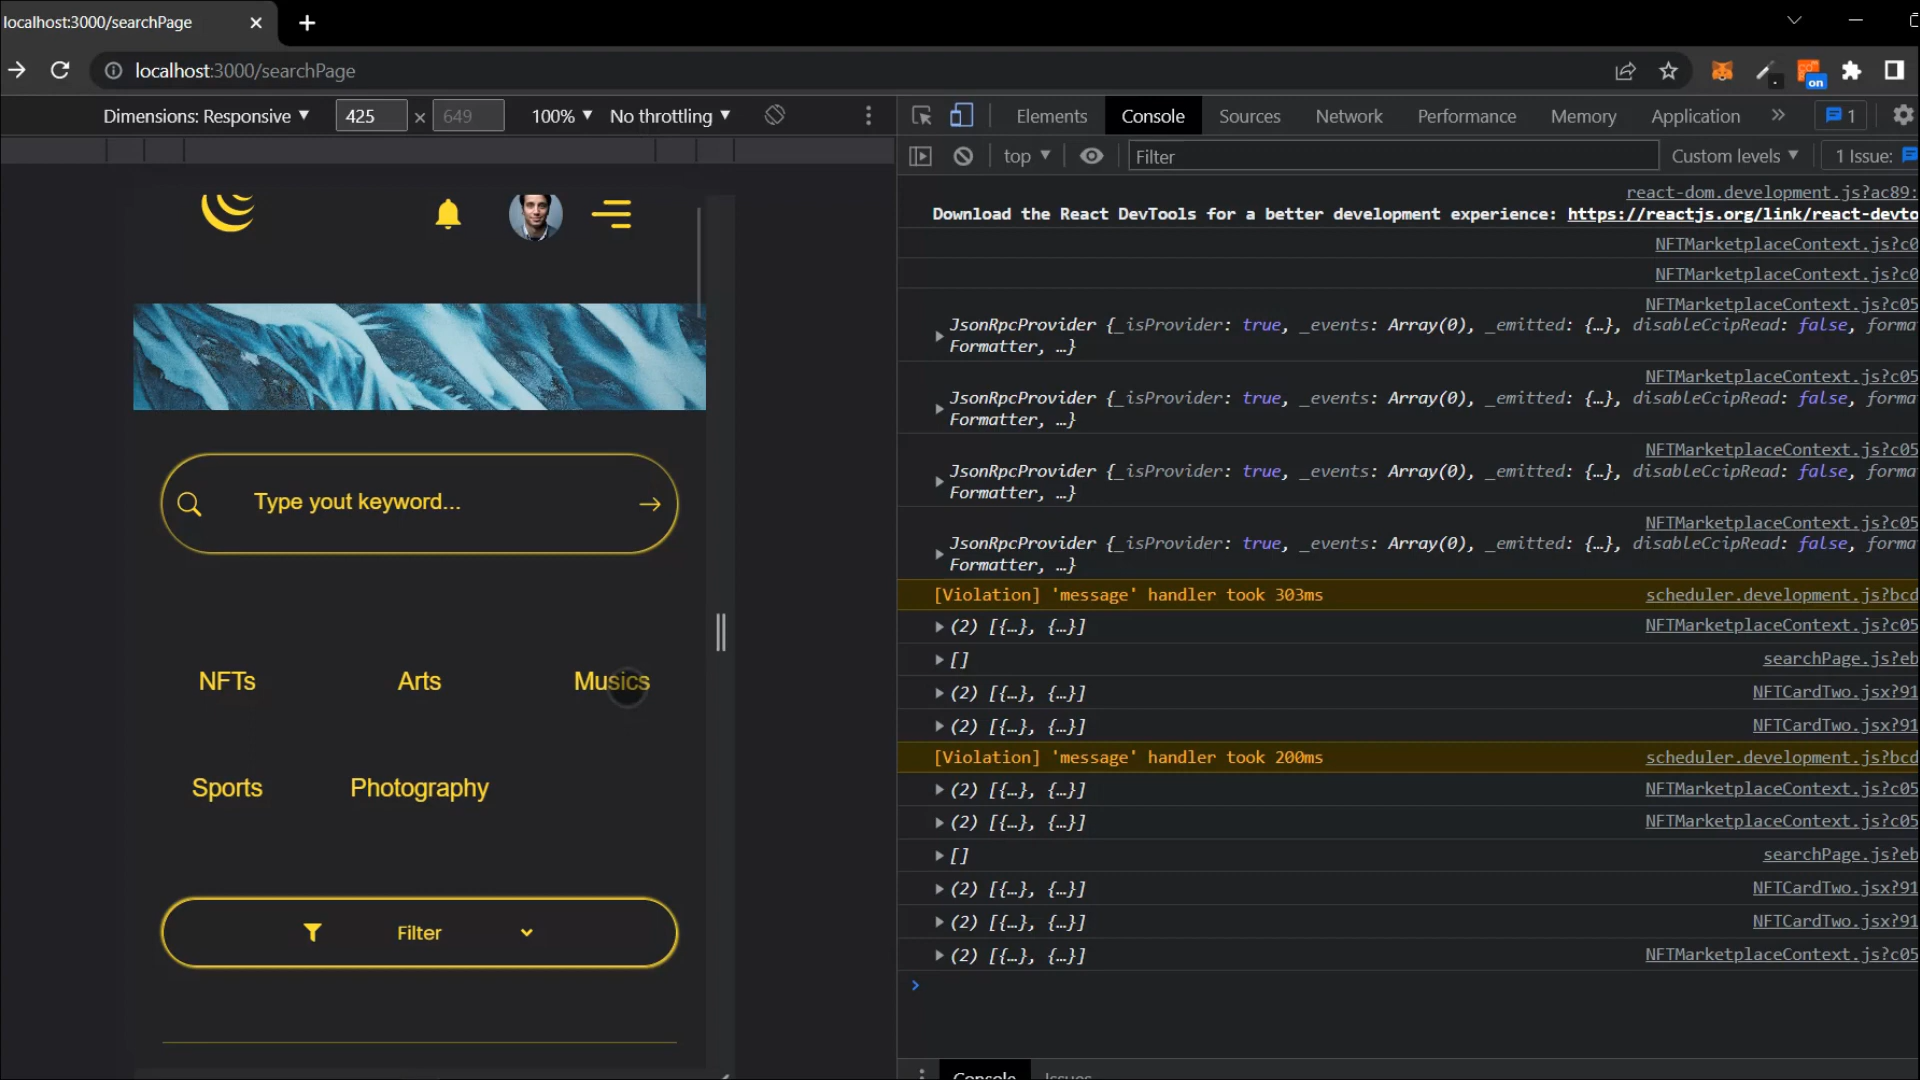 localhost:3000/searchPage
localhost:3000/searchPage
on
Dimensions: Responsive
425 × 649
100%
No throttling
Elements
Console
Sources
Network
Performance
Memory
Application
1
top
Filter
Custom levels
1 Issue:
NFTs
Arts
Musics
Sports
Photography
Type yout keyword...
Filter
react-dom.development.js?ac89:
Download the React DevTools for a better development experience: https://reactjs.org/link/react-devto
NFTMarketplaceContext.js?c0
NFTMarketplaceContext.js?c0
NFTMarketplaceContext.js?c05
JsonRpcProvider {_isProvider: true, _events: Array(0), _emitted: {…}, disableCcipRead: false, forma
Formatter, …}
NFTMarketplaceContext.js?c05
JsonRpcProvider {_isProvider: true, _events: Array(0), _emitted: {…}, disableCcipRead: false, forma
Formatter, …}
NFTMarketplaceContext.js?c05
JsonRpcProvider {_isProvider: true, _events: Array(0), _emitted: {…}, disableCcipRead: false, forma
Formatter, …}
NFTMarketplaceContext.js?c05
JsonRpcProvider {_isProvider: true, _events: Array(0), _emitted: {…}, disableCcipRead: false, forma
Formatter, …}
[Violation] 'message' handler took 303ms scheduler.development.js?bcd
(2) [{…}, {…}] NFTMarketplaceContext.js?c05
[] searchPage.js?eb
(2) [{…}, {…}] NFTCardTwo.jsx?91
(2) [{…}, {…}] NFTCardTwo.jsx?91
[Violation] 'message' handler took 200ms scheduler.development.js?bcd
(2) [{…}, {…}] NFTMarketplaceContext.js?c05
(2) [{…}, {…}] NFTMarketplaceContext.js?c05
[] searchPage.js?eb
(2) [{…}, {…}] NFTCardTwo.jsx?91
(2) [{…}, {…}] NFTCardTwo.jsx?91
(2) [{…}, {…}] NFTMarketplaceContext.js?c05
Console
Issues